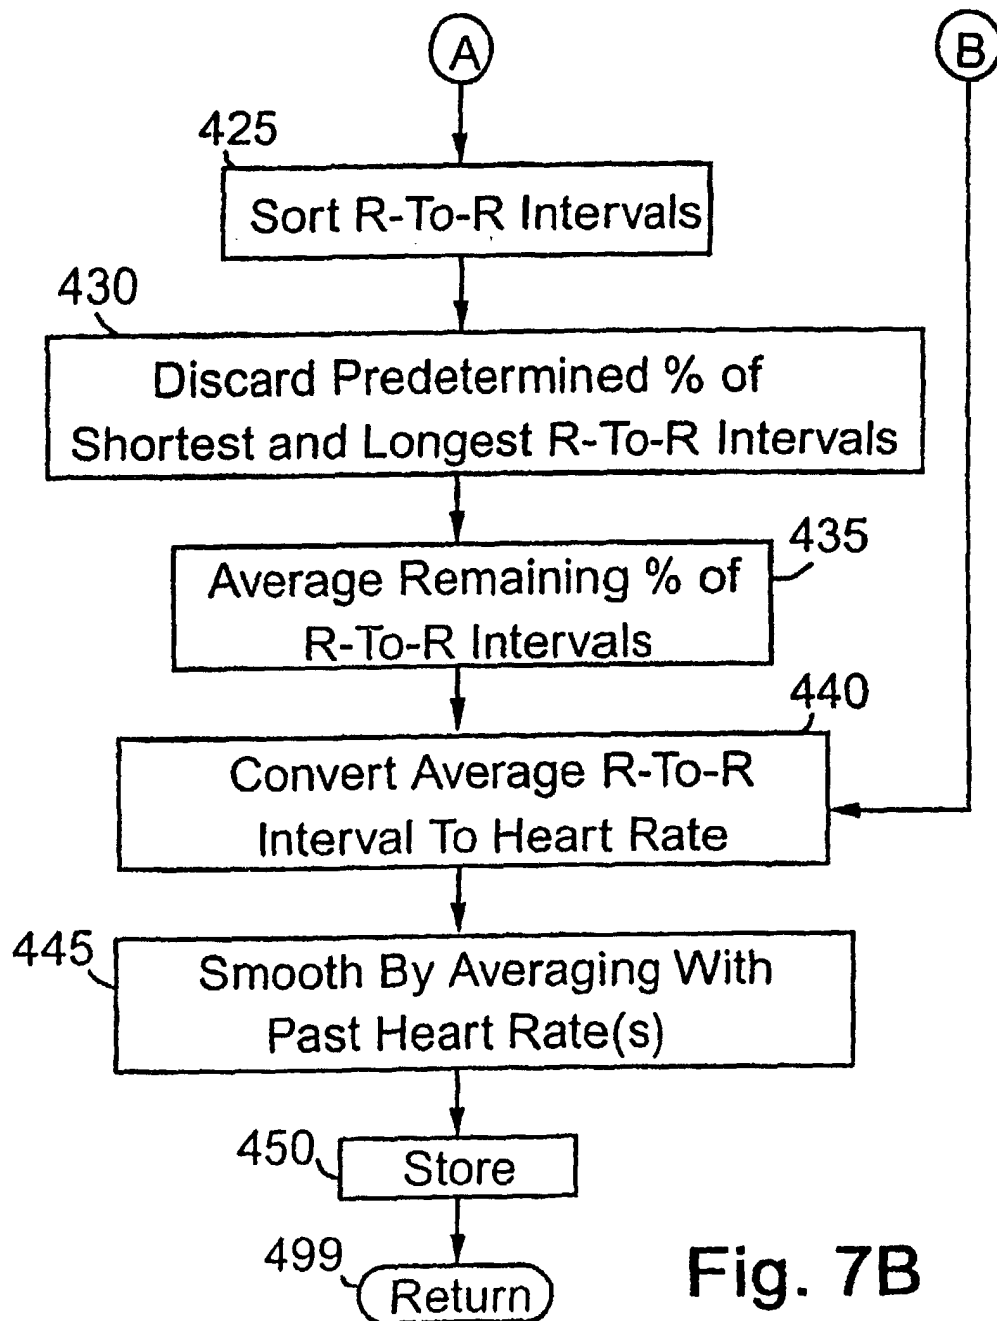 A
B
425
Sort R-To-R Intervals
430
Discard Predetermined % of
Shortest and Longest R-To-R Intervals
435
Average Remaining % of
R-To-R Intervals
440
Convert Average R-To-R
Interval To Heart Rate
445
Smooth By Averaging With
Past Heart Rate(s)
450
Store
499
Return
Fig. 7B